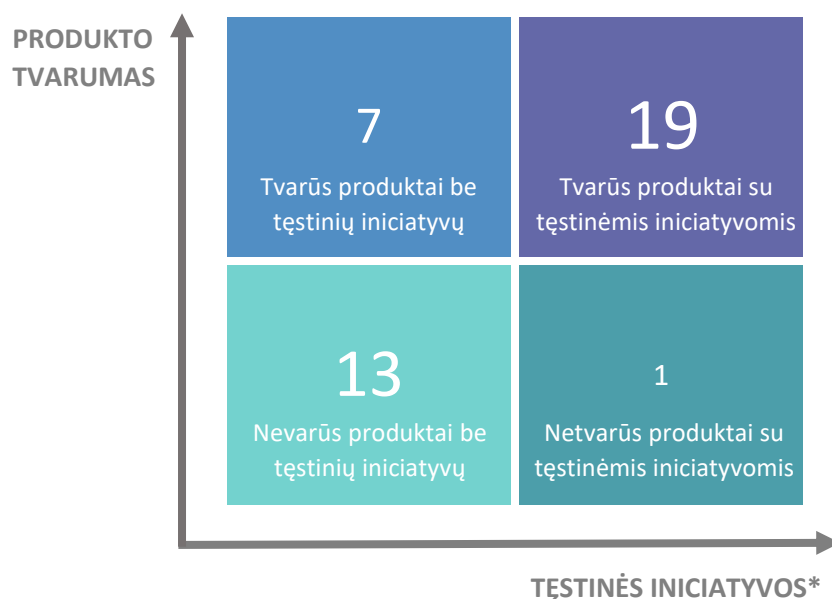 PRODUKTO
TVARUMAS
7
Tvarūs produktai be
tęstinių iniciatyvų
19
Tvarūs produktai su
tęstinėmis iniciatyvomis
13
Nevarūs produktai be
tęstinių iniciatyvų
1
Netvarūs produktai su
tęstinėmis iniciatyvomis
TĘSTINĖS INICIATYVOS*